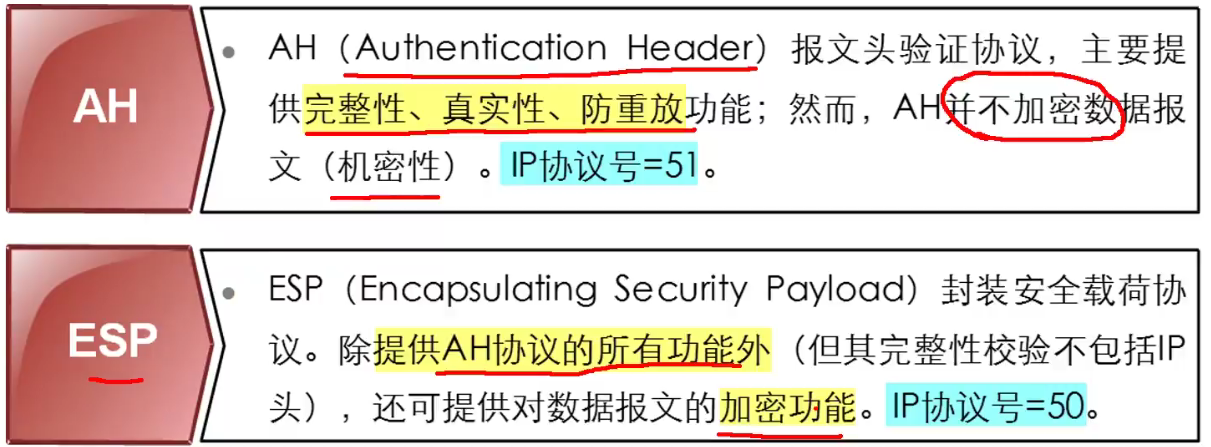 AH
AH（Authentication Header）报文头验证协议，主要提
供完整性、真实性、防重放功能；然而，AH并不加密数据报
文（机密性）。IP协议号=51。
ESP
ESP（Encapsulating Security Payload）封装安全载荷协
议。除提供AH协议的所有功能外（但其完整性校验不包括IP
头），还可提供对数据报文的加密功能。IP协议号=50。